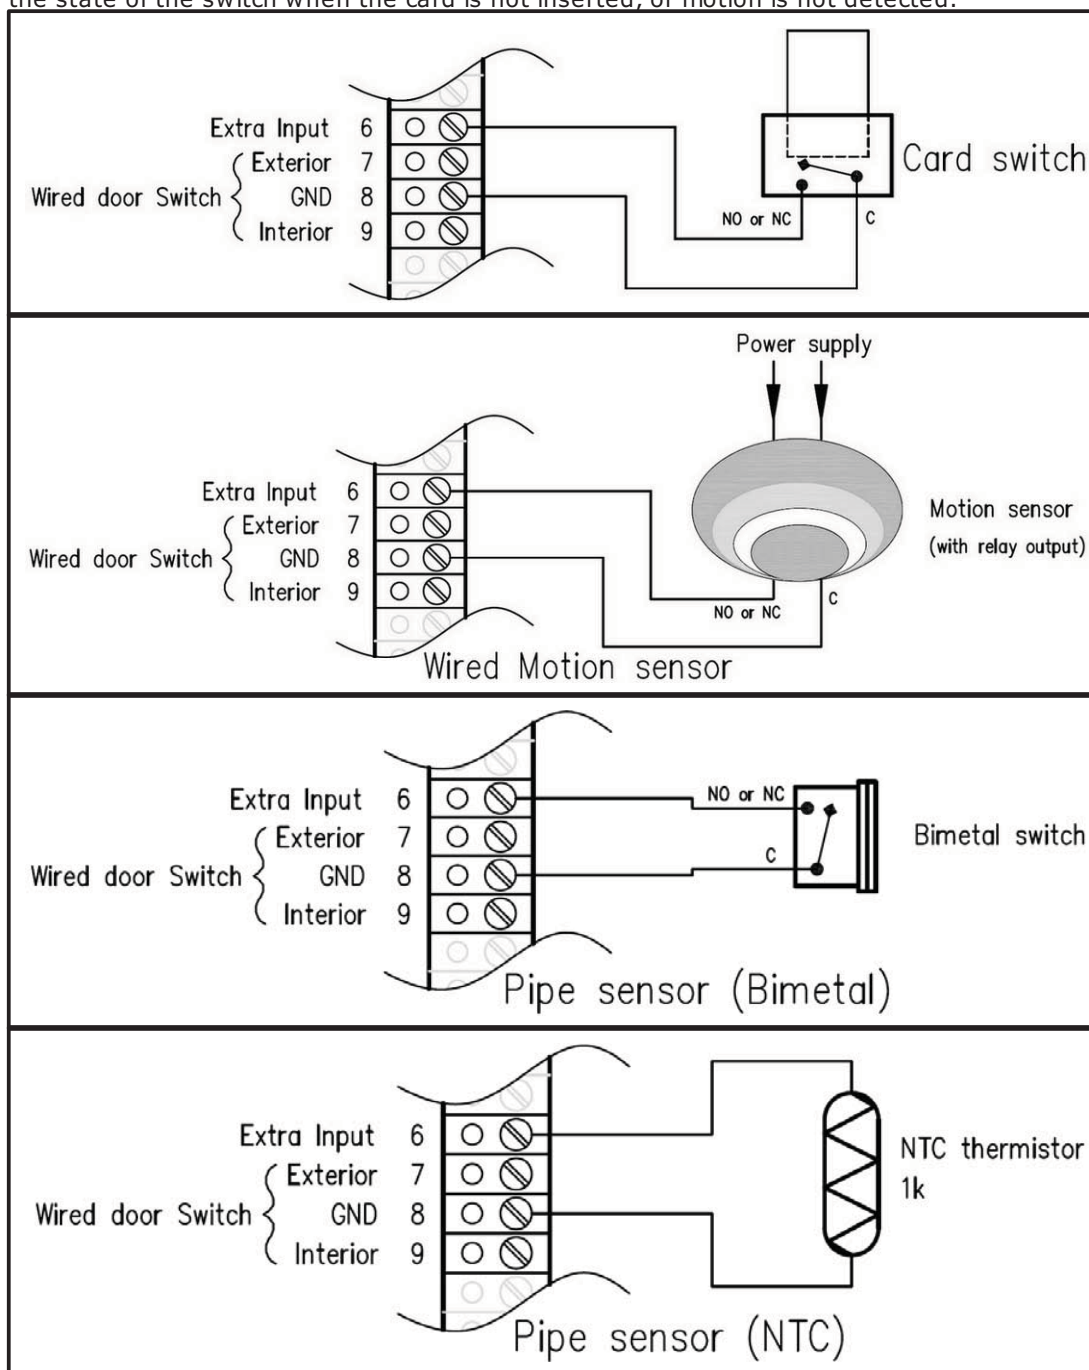 the state of the switch when the card is not inserted, or motion is not detected.
Extra Input 6
Exterior 7
Wired door Switch GND 8
Interior 9
Card switch
NO or NC
C
Power supply
Extra Input 6
Exterior 7
Wired door Switch GND 8
Interior 9
Motion sensor
(with relay output)
NO or NC
C
Wired Motion sensor
Extra Input 6
Exterior 7
Wired door Switch GND 8
Interior 9
NO or NC
C
Bimetal switch
Pipe sensor (Bimetal)
Extra Input 6
Exterior 7
Wired door Switch GND 8
Interior 9
NTC thermistor
1k
Pipe sensor (NTC)